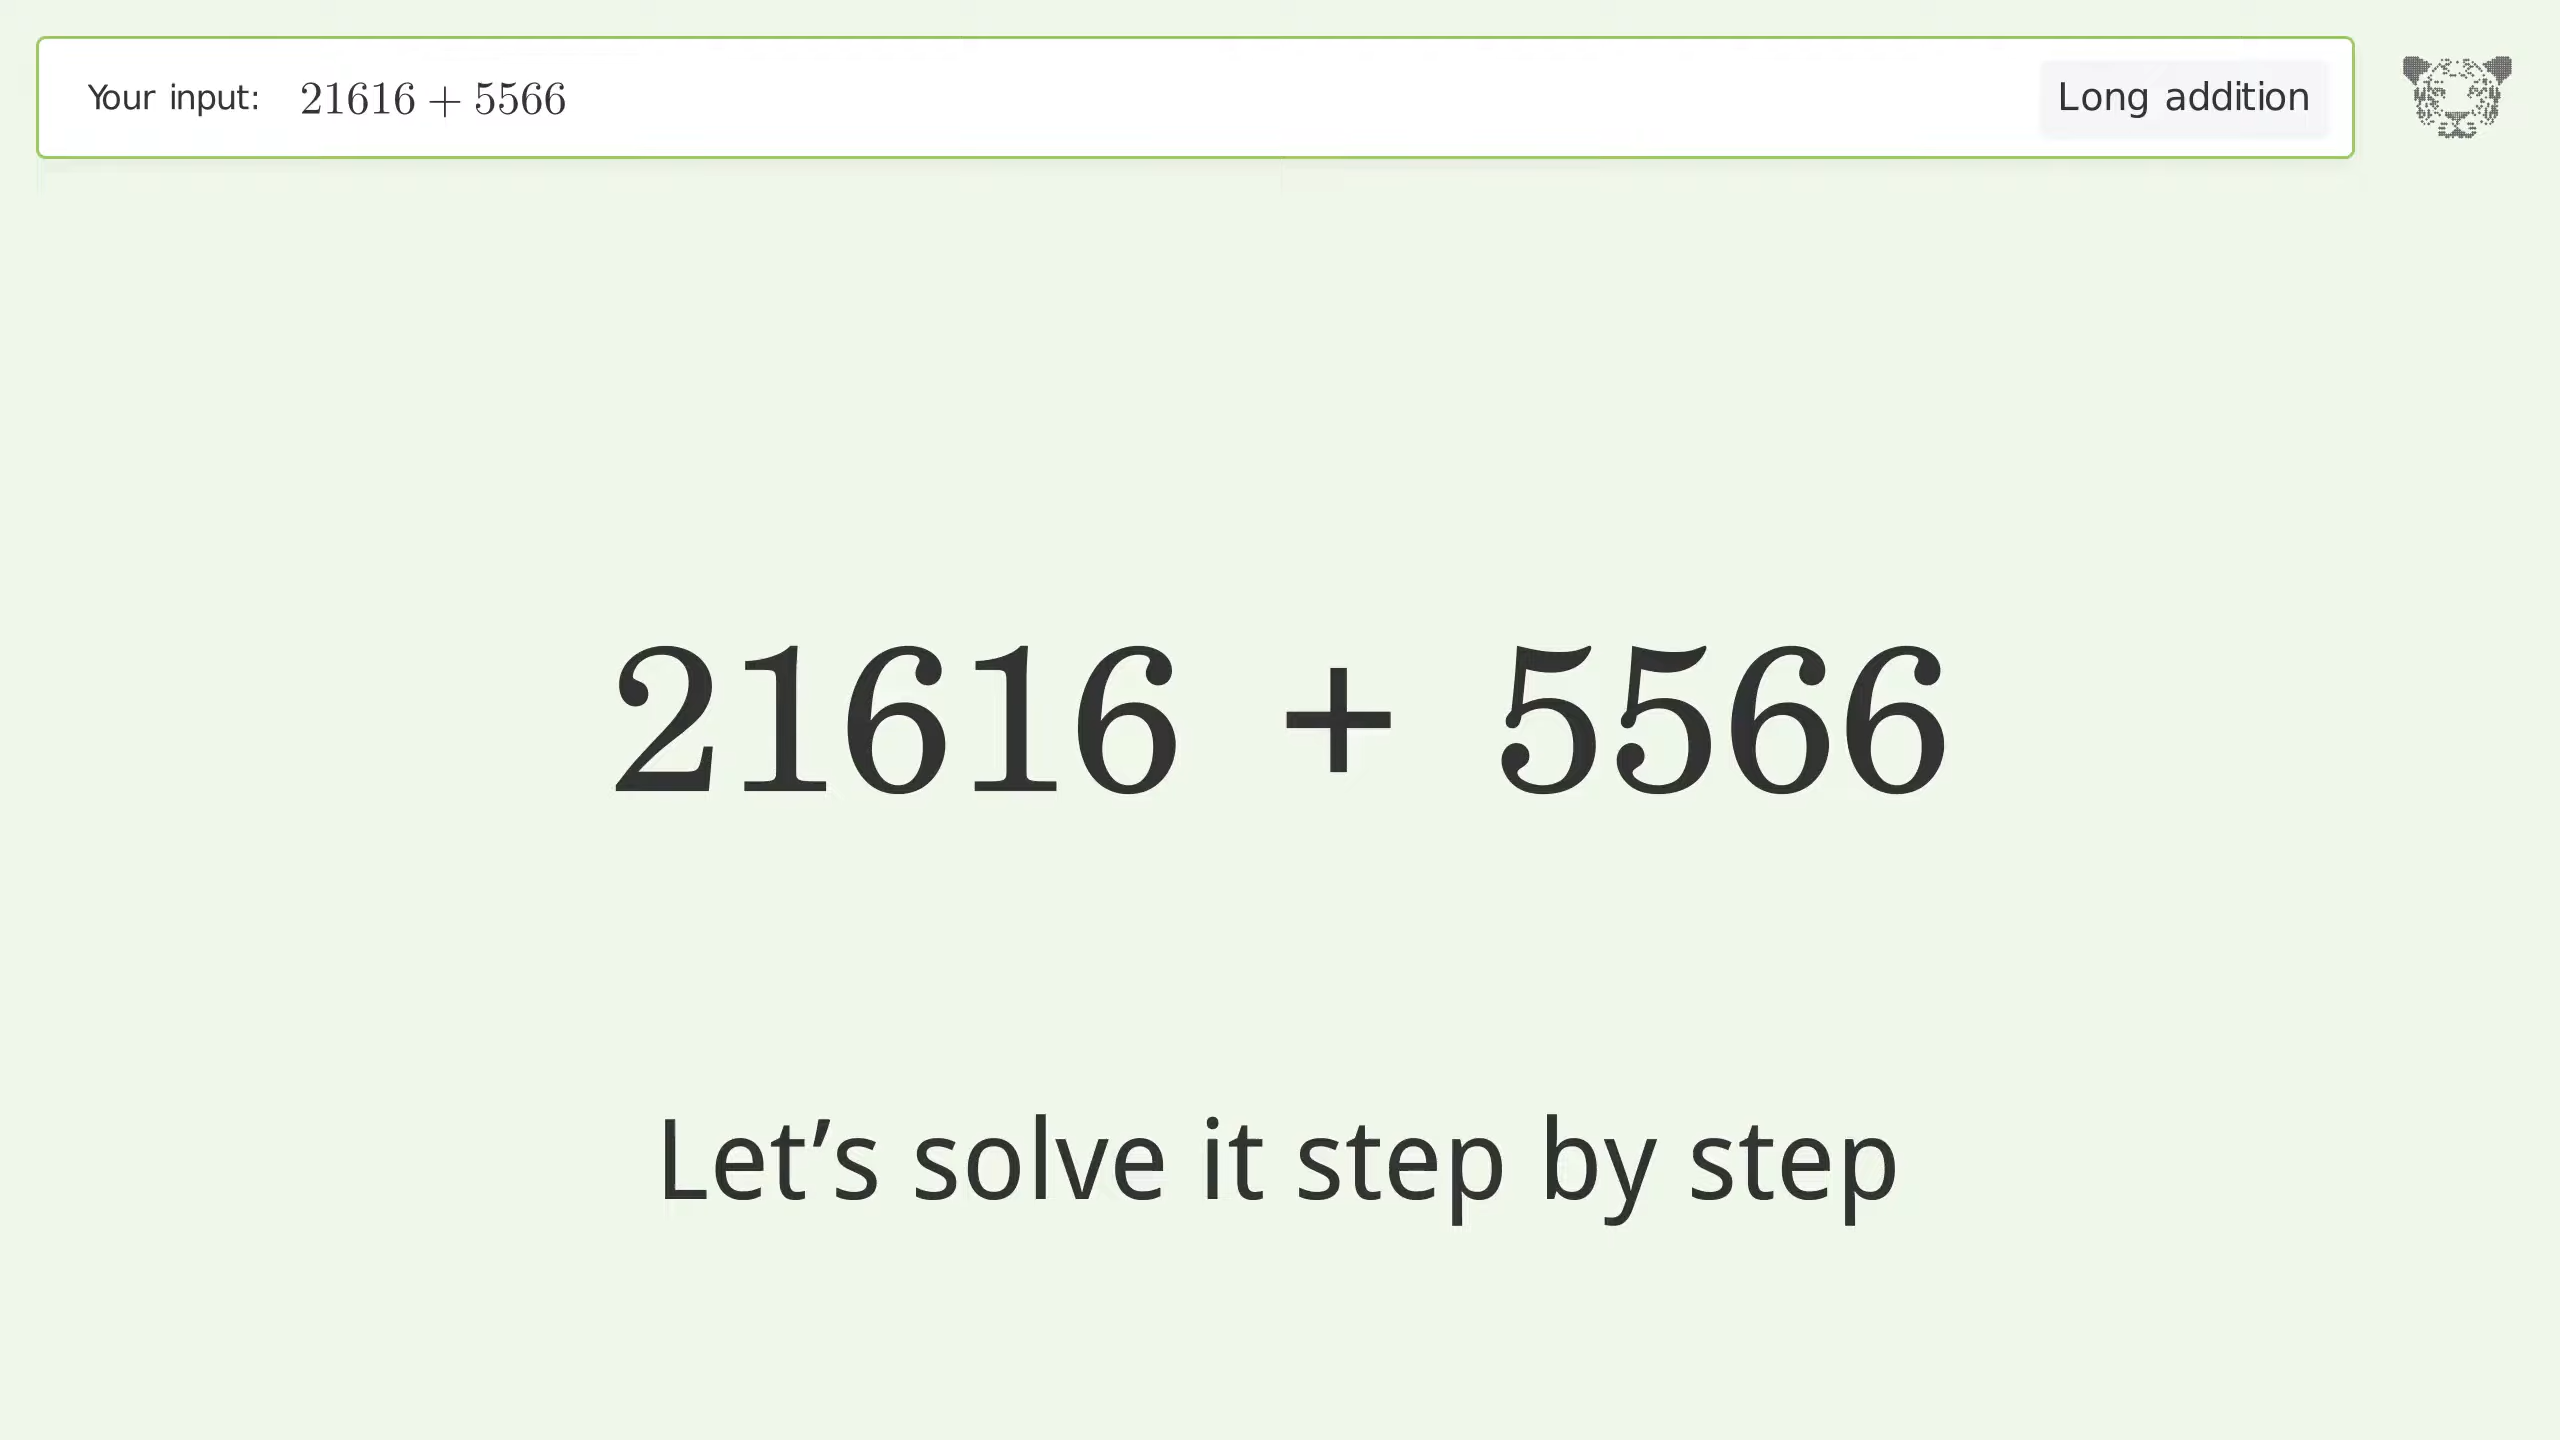 Your input: 21616 + 5566 Long addition
21616 + 5566
Let’s solve it step by step